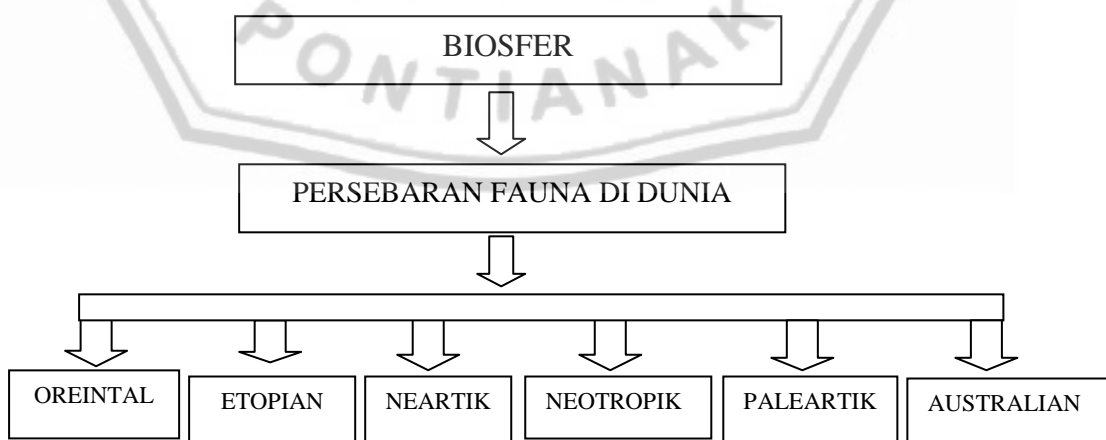 BIOSFER
PONTIANAK
PERSEBARAN FAUNA DI DUNIA
OREINTAL
ETOPIAN
NEARTIK
NEOTROPIK
PALEARTIK
AUSTRALIAN